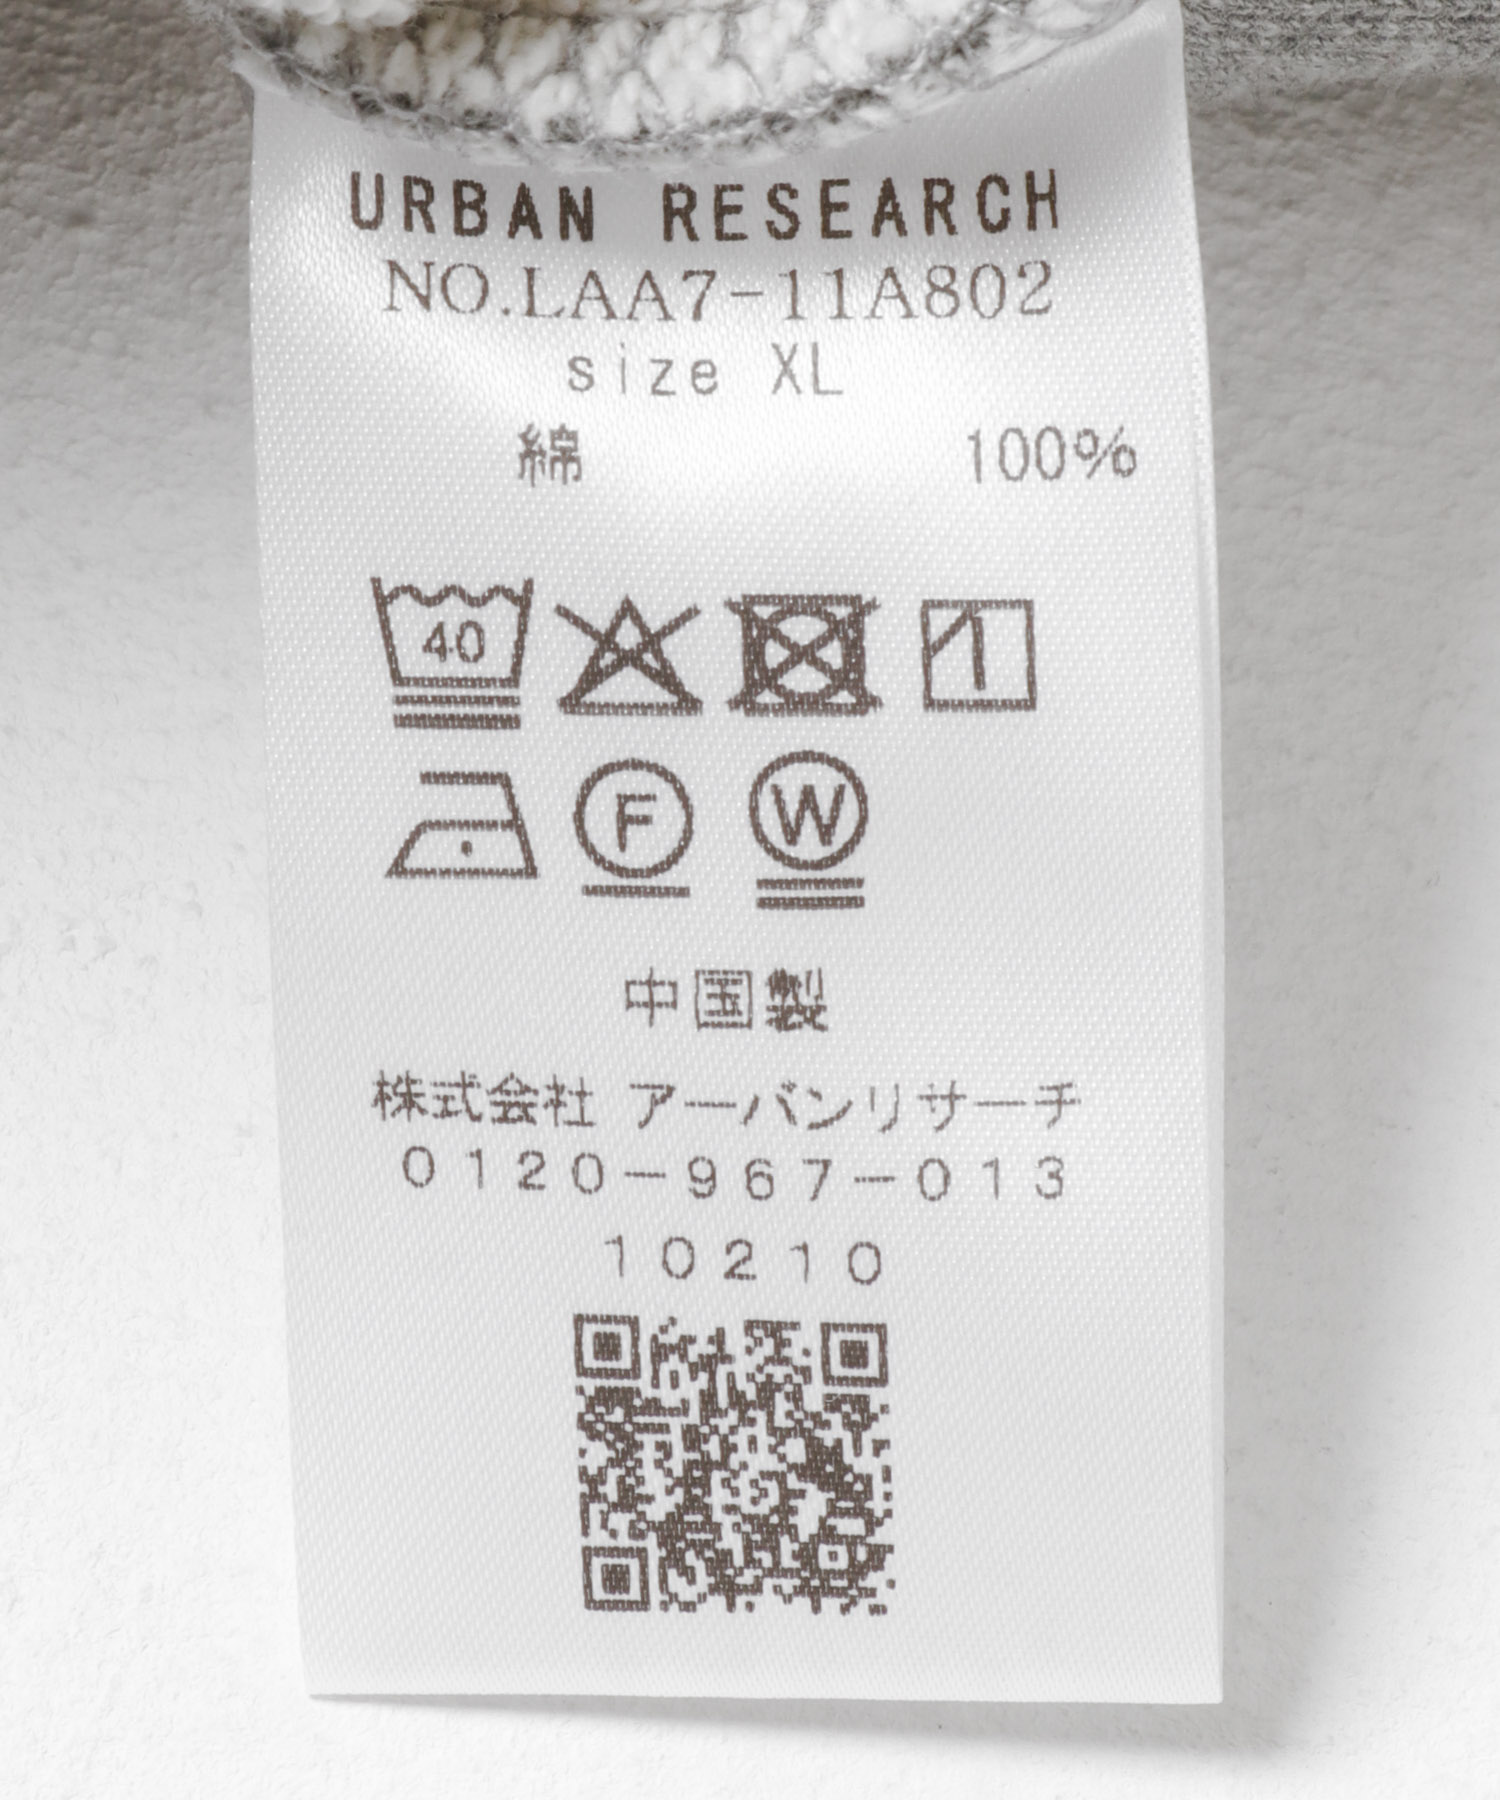 URBAN RESEARCH
NO.LAA7-11A802
size XL
綿 100%
40
F W
中国製
株式会社 アーバンリサーチ
0120-967-013
10210